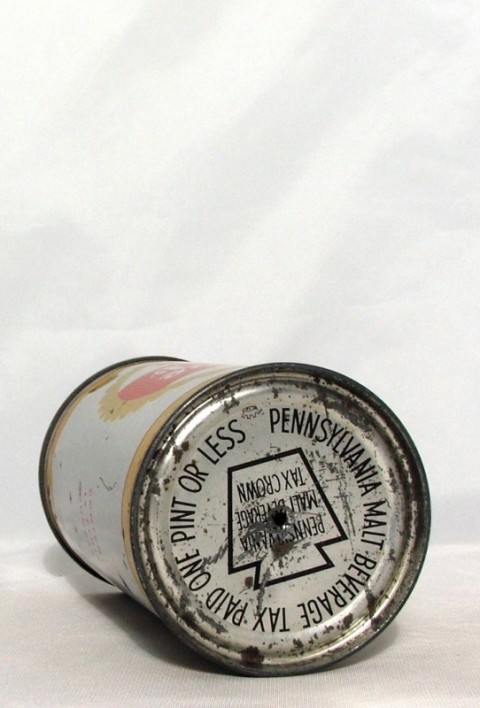 PENNSYLVANIA MALT BEVERAGE TAX PAID ONE PINT OR LESS
PENNSYLVANIA
MALT BEVERAGE
TAX CROWN